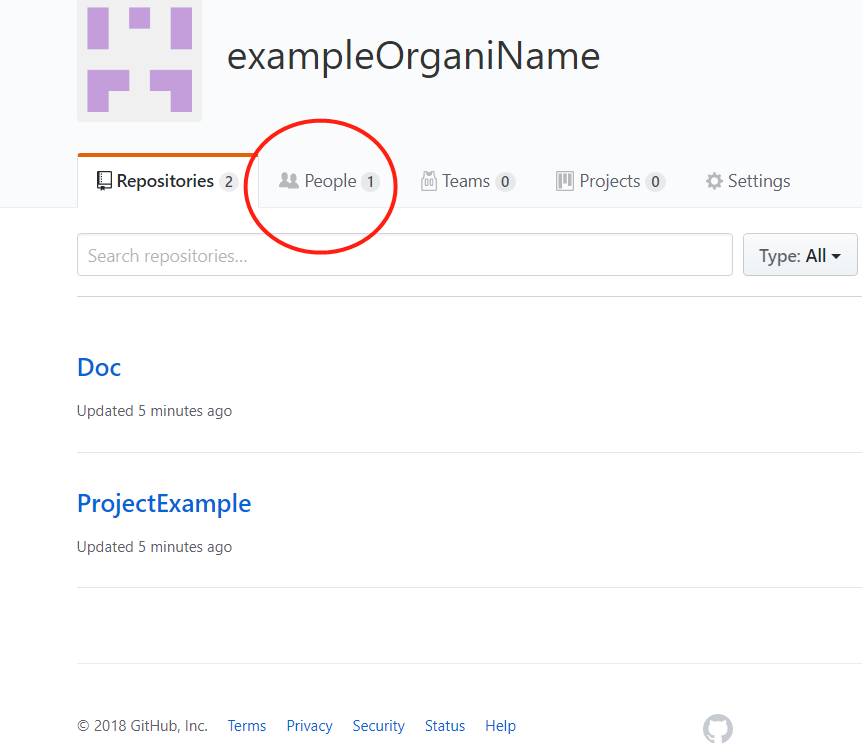 exampleOrganiName
Repositories 2 People 1 Teams 0 Projects 0 Settings
Search repositories... Type: All
Doc
Updated 5 minutes ago
ProjectExample
Updated 5 minutes ago
© 2018 GitHub, Inc. Terms Privacy Security Status Help